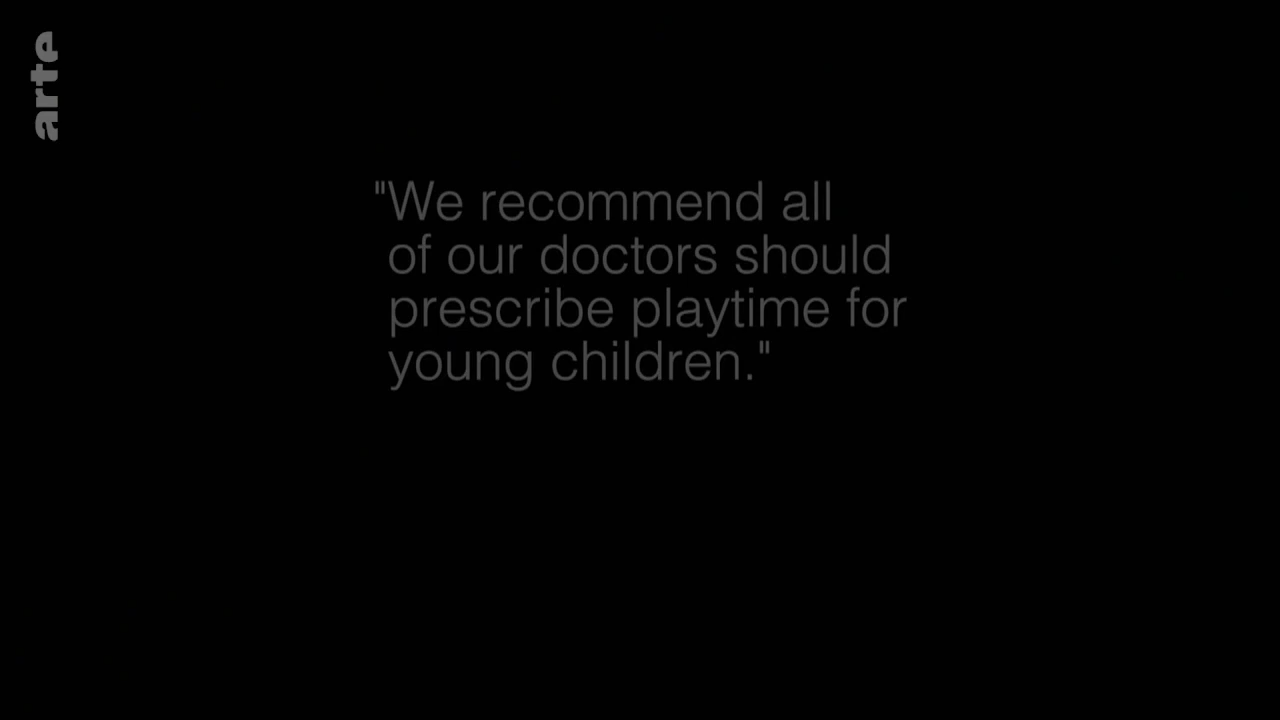 arte
"We recommend all
of our doctors should
prescribe playtime for
young children."